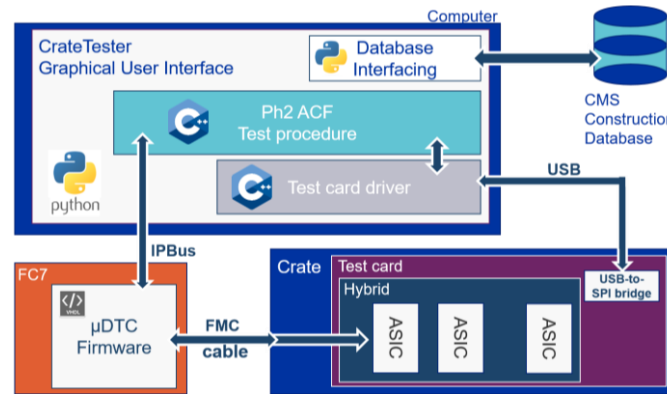 Computer
CrateTester
Graphical User Interface
Database
Interfacing
Ph2 ACF
Test procedure
Test card driver
python
CMS
Construction
Database
USB
IPBus
FC7
VHDL
µDTC
Firmware
FMC
cable
Crate
Test card
Hybrid
USB-to-
SPI bridge
ASIC
ASIC
ASIC
C++
C++